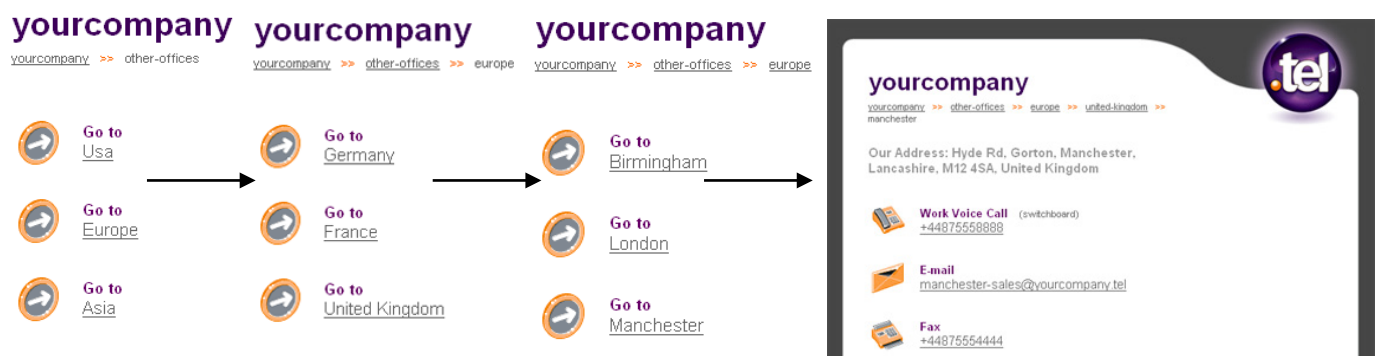 yourcompany
yourcompany >> other-offices
Go to
Usa
Go to
Europe
Go to
Asia
yourcompany
yourcompany >> other-offices >> europe
Go to
Germany
Go to
France
Go to
United Kingdom
yourcompany
yourcompany >> other-offices >> europe
Go to
Birmingham
Go to
London
Go to
Manchester
.tel
yourcompany
yourcompany >> other-offices >> europe >> united-kingdom >>
manchester
Our Address: Hyde Rd, Gorton, Manchester,
Lancashire, M12 4SA, United Kingdom
Work Voice Call (switchboard)
+44875558888
E-mail
manchester-sales@yourcompany.tel
Fax
+44875554444